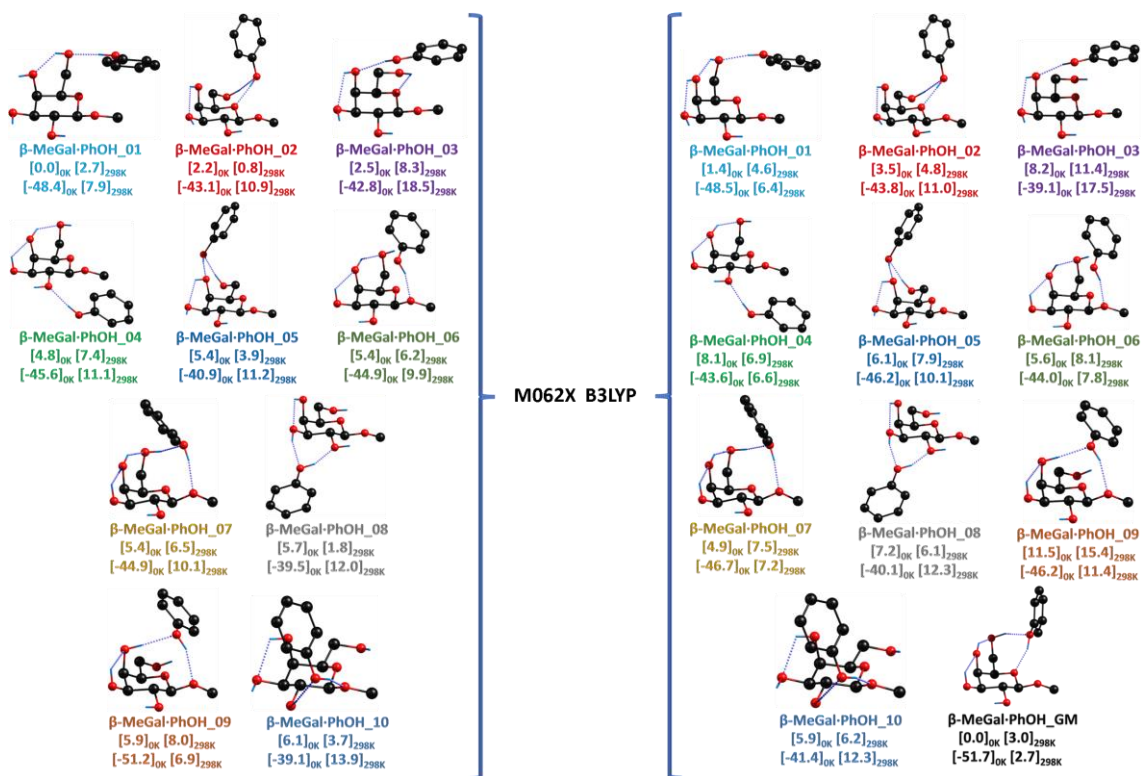 β-MeGal·PhOH_01
[0.0]0K [2.7]298K
[-48.4]0K [7.9]298K
β-MeGal·PhOH_02
[2.2]0K [0.8]298K
[-43.1]0K [10.9]298K
β-MeGal·PhOH_03
[2.5]0K [8.3]298K
[-42.8]0K [18.5]298K
β-MeGal·PhOH_04
[4.8]0K [7.4]298K
[-45.6]0K [11.1]298K
β-MeGal·PhOH_05
[5.4]0K [3.9]298K
[-40.9]0K [11.2]298K
β-MeGal·PhOH_06
[5.4]0K [6.2]298K
[-44.9]0K [9.9]298K
β-MeGal·PhOH_07
[5.4]0K [6.5]298K
[-44.9]0K [10.1]298K
β-MeGal·PhOH_08
[5.7]0K [1.8]298K
[-39.5]0K [12.0]298K
β-MeGal·PhOH_09
[5.9]0K [8.0]298K
[-51.2]0K [6.9]298K
β-MeGal·PhOH_10
[6.1]0K [3.7]298K
[-39.1]0K [13.9]298K
M062X B3LYP
β-MeGal·PhOH_01
[1.4]0K [4.6]298K
[-48.5]0K [6.4]298K
β-MeGal·PhOH_02
[3.5]0K [4.8]298K
[-43.8]0K [11.0]298K
β-MeGal·PhOH_03
[8.2]0K [11.4]298K
[-39.1]0K [17.5]298K
β-MeGal·PhOH_04
[8.1]0K [6.9]298K
[-43.6]0K [6.6]298K
β-MeGal·PhOH_05
[6.1]0K [7.9]298K
[-46.2]0K [10.1]298K
β-MeGal·PhOH_06
[5.6]0K [8.1]298K
[-44.0]0K [7.8]298K
β-MeGal·PhOH_07
[4.9]0K [7.5]298K
[-46.7]0K [7.2]298K
β-MeGal·PhOH_08
[7.2]0K [6.1]298K
[-40.1]0K [12.3]298K
β-MeGal·PhOH_09
[11.5]0K [15.4]298K
[-46.2]0K [11.4]298K
β-MeGal·PhOH_10
[5.9]0K [6.2]298K
[-41.4]0K [12.3]298K
β-MeGal·PhOH_GM
[0.0]0K [3.0]298K
[-51.7]0K [2.7]298K